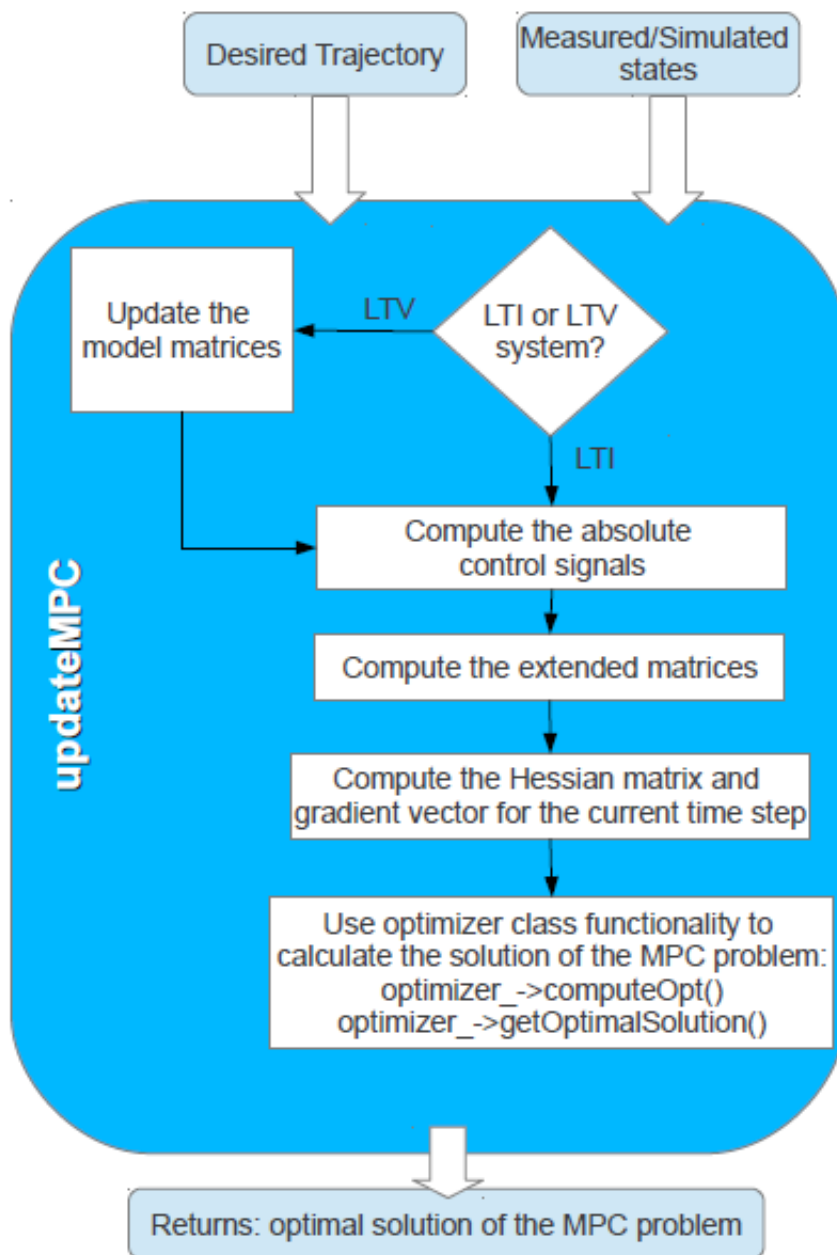 Desired Trajectory
Measured/Simulated
states
Update the
model matrices
LTV
LTI or LTV
system?
LTI
Compute the absolute
control signals
updateMPC
Compute the extended matrices
Compute the Hessian matrix and
gradient vector for the current time step
Use optimizer class functionality to
calculate the solution of the MPC problem:
optimizer_->computeOpt()
optimizer_->getOptimalSolution()
Returns: optimal solution of the MPC problem